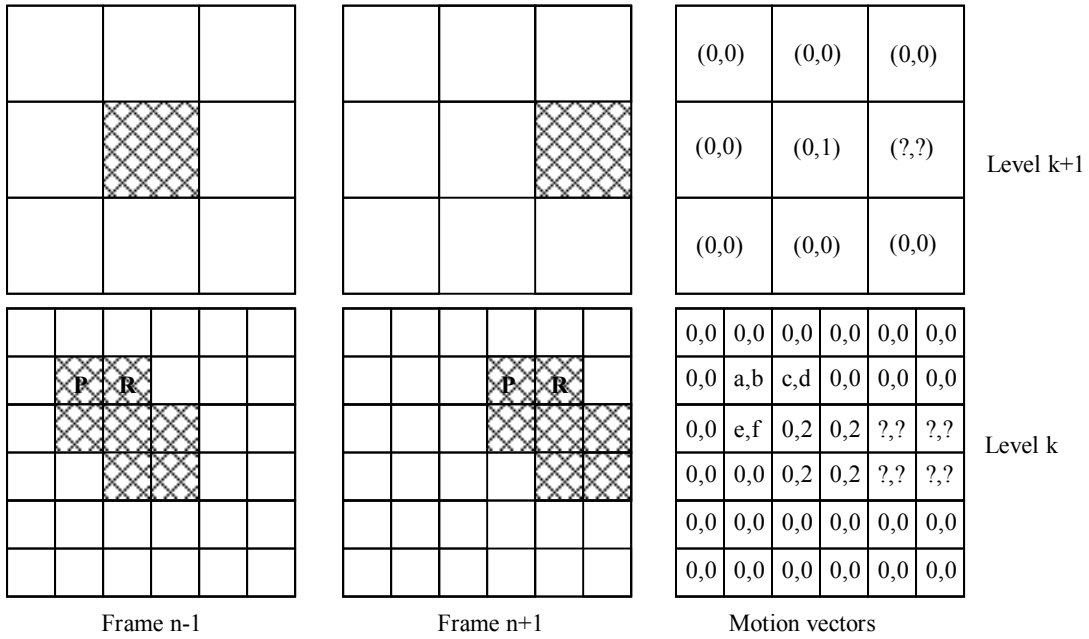 (0,0) (0,0) (0,0)
(0,0) (0,1) (?,?)
(0,0) (0,0) (0,0)
Level k+1
P R
P R
0,0 0,0 0,0 0,0 0,0 0,0
0,0 a,b c,d 0,0 0,0 0,0
0,0 e,f 0,2 0,2 ?,? ?,?
0,0 0,0 0,2 0,2 ?,? ?,?
0,0 0,0 0,0 0,0 0,0 0,0
0,0 0,0 0,0 0,0 0,0 0,0
Level k
Frame n-1 Frame n+1 Motion vectors